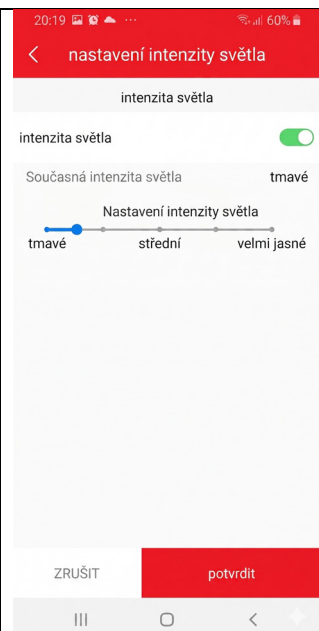 20:19 ... 60%
nastavení intenzity světla
intenzita světla
intenzita světla
Současná intenzita světla tmavé
Nastavení intenzity světla
tmavé střední velmi jasné
ZRUŠIT potvrdit